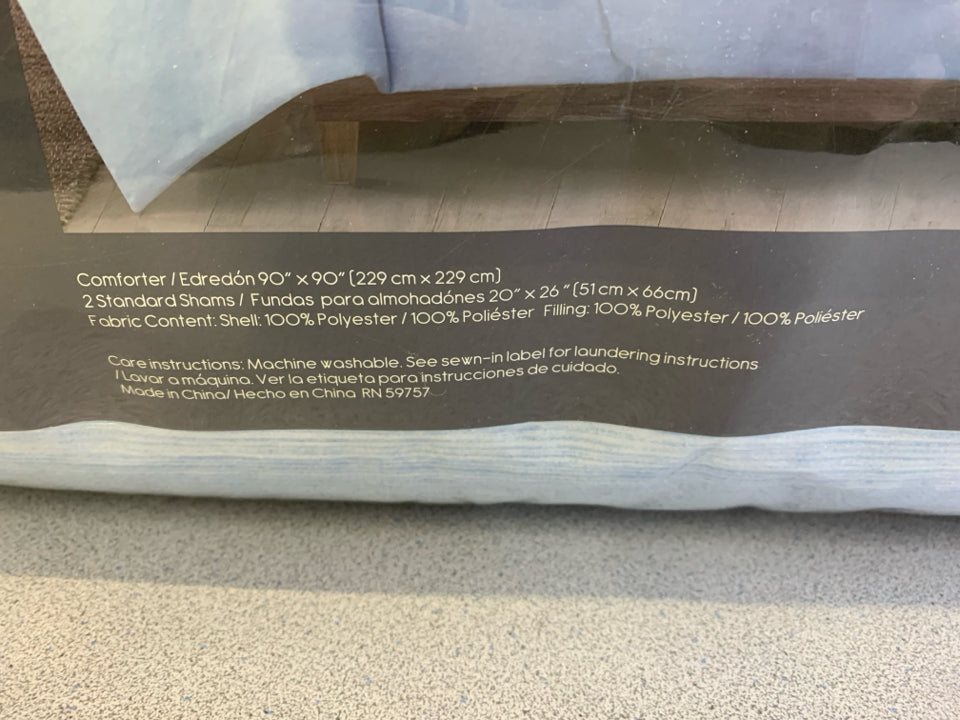 Comforter / Edredón 90" x 90" (229 cm x 229 cm)
2 Standard Shams / Fundas para almohadónes 20" x 26" (51 cm x 66cm)
Fabric Content: Shell: 100% Polyester / 100% Poliéster Filling: 100% Polyester / 100% Poliéster
Care instructions: Machine washable. See sewn-in label for laundering instructions
/ Lavar a máquina. Ver la etiqueta para instrucciones de cuidado.
Made in China/ Hecho en China RN 59757